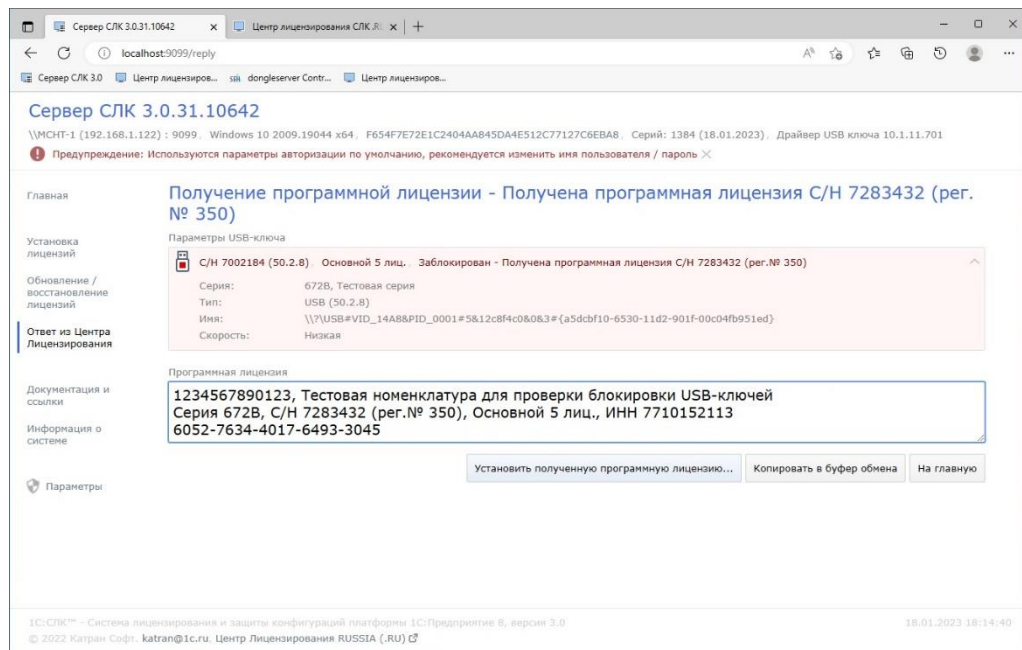 Сервер СЛК 3.0.31.10642
Центр лицензирования СЛК .RU
localhost:9099/reply
Сервер СЛК 3.0
Центр лицензиров...
dongleserver Contr...
Центр лицензиров...
Сервер СЛК 3.0.31.10642
\\MCHT-1 (192.168.1.122) : 9099, Windows 10 2009.19044 x64, F654F7E72E1C2404AA845DA4E512C77127C6EBA8, Серий: 1384 (18.01.2023), Драйвер USB ключа 10.1.11.701
Предупреждение: Используются параметры авторизации по умолчанию, рекомендуется изменить имя пользователя / пароль
Главная
Установка
лицензий
Обновление /
восстановление
лицензий
Ответ из Центра
Лицензирования
Документация и
ссылки
Информация о
системе
Параметры
Получение программной лицензии - Получена программная лицензия С/Н 7283432 (рег.
№ 350)
Параметры USB-ключа
С/Н 7002184 (50.2.8), Основной 5 лиц., Заблокирован - Получена программная лицензия С/Н 7283432 (рег.№ 350)
Серия: 672B, Тестовая серия
Тип: USB (50.2.8)
Имя: \\?\USB#VID_14A8&PID_0001#5&12c8f4c0&0&3#{a5dcbf10-6530-11d2-901f-00c04fb951ed}
Скорость: Низкая
Программная лицензия
1234567890123, Тестовая номенклатура для проверки блокировки USB-ключей
Серия 672B, С/Н 7283432 (рег.№ 350), Основной 5 лиц., ИНН 7710152113
6052-7634-4017-6493-3045
Установить полученную программную лицензию...
Копировать в буфер обмена
На главную
1С:СЛК™ - Система лицензирования и защиты конфигураций платформы 1С:Предприятие 8, версия 3.0
18.01.2023 18:14:40
© 2022 Катран Софт, katran@1c.ru, Центр Лицензирования RUSSIA (.RU)